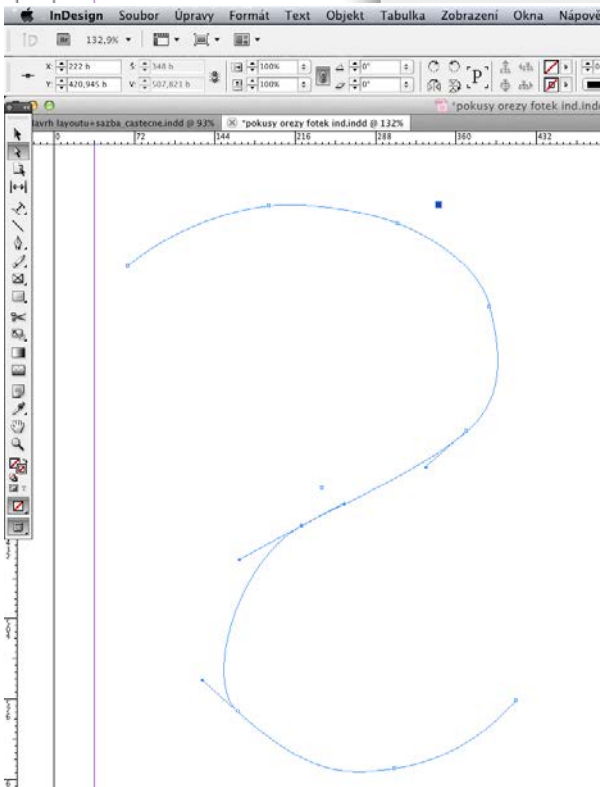 InDesign Soubor Úpravy Formát Text Objekt Tabulka Zobrazení Okna Nápově
Br 132,9%
X: 222 b Š: 348 b 100% 0°
Y: 420,945 b V: 507,821 b 100% 0°
P
*pokusy orezy fotek ind.indd
lavrh layoutu+sazba_castecne.indd @ 93% *pokusy orezy fotek ind.indd @ 132%
0 72 144 216 288 360 432